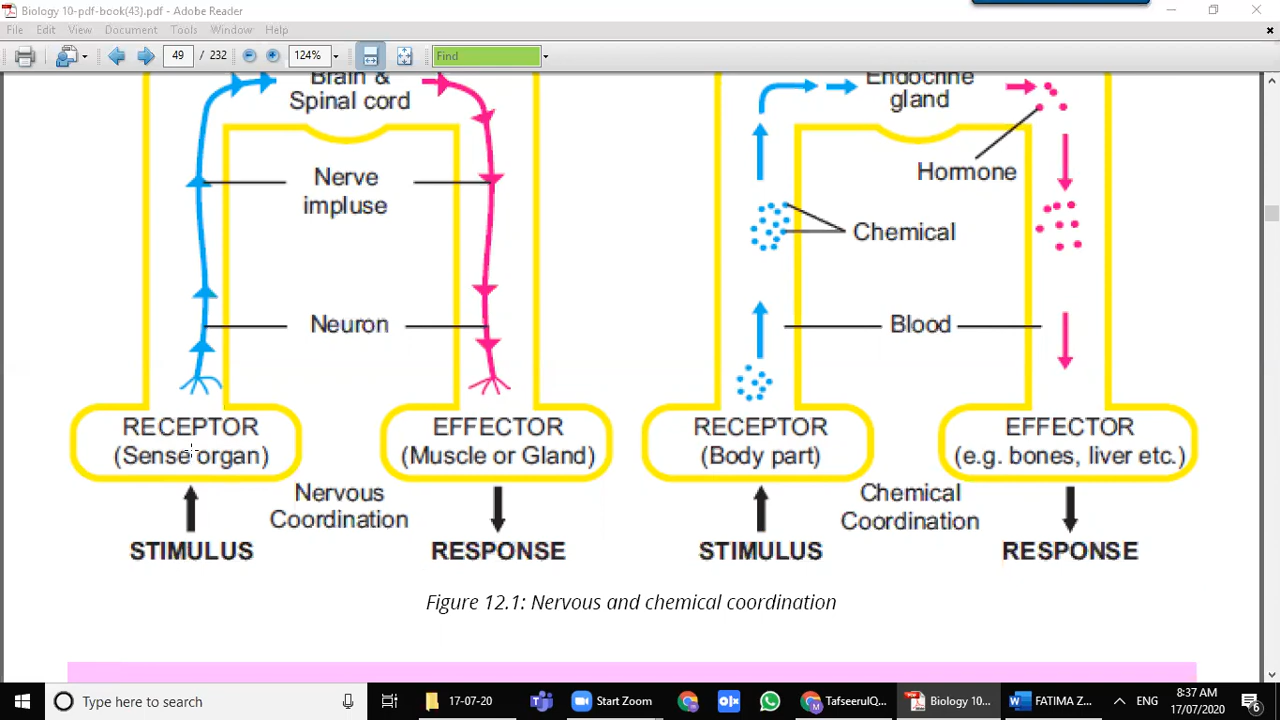 Biology 10-pdf-book(43).pdf - Adobe Reader
File Edit View Document Tools Window Help
49 / 232 124% Find
Brain &
Spinal cord
Nerve
impluse
Neuron
RECEPTOR
(Sense organ)
EFFECTOR
(Muscle or Gland)
Nervous
Coordination
STIMULUS
RESPONSE
Endocrine
gland
Hormone
Chemical
Blood
RECEPTOR
(Body part)
EFFECTOR
(e.g. bones, liver etc.)
Chemical
Coordination
STIMULUS
RESPONSE
Figure 12.1: Nervous and chemical coordination
Type here to search
17-07-20
Start Zoom
TafseerulQ...
Biology 10...
FATIMA Z...
ENG
8:37 AM
17/07/2020
6